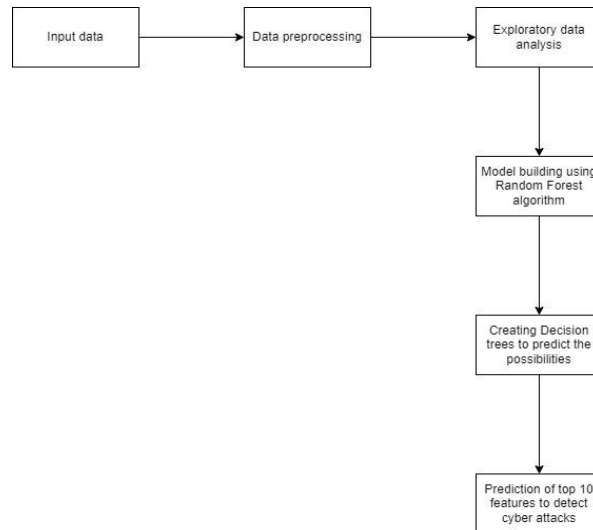 Input data
Data preprocessing
Exploratory data
analysis
Model building using
Random Forest
algorithm
Creating Decision
trees to predict the
possibilities
Prediction of top 10
features to detect
cyber attacks